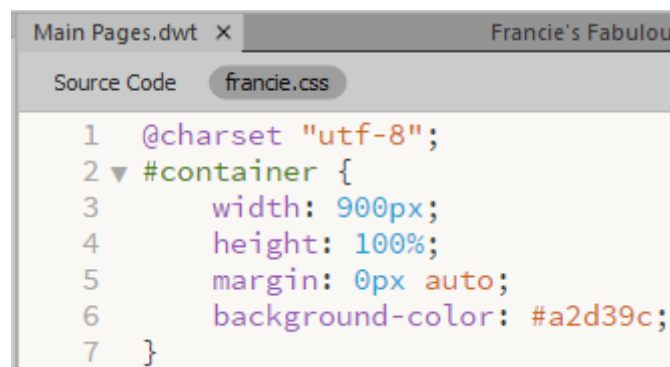 Main Pages.dwt × Francie's Fabulou
Source Code francie.css
1 @charset "utf-8";
2 ▼ #container {
3 width: 900px;
4 height: 100%;
5 margin: 0px auto;
6 background-color: #a2d39c;
7 }